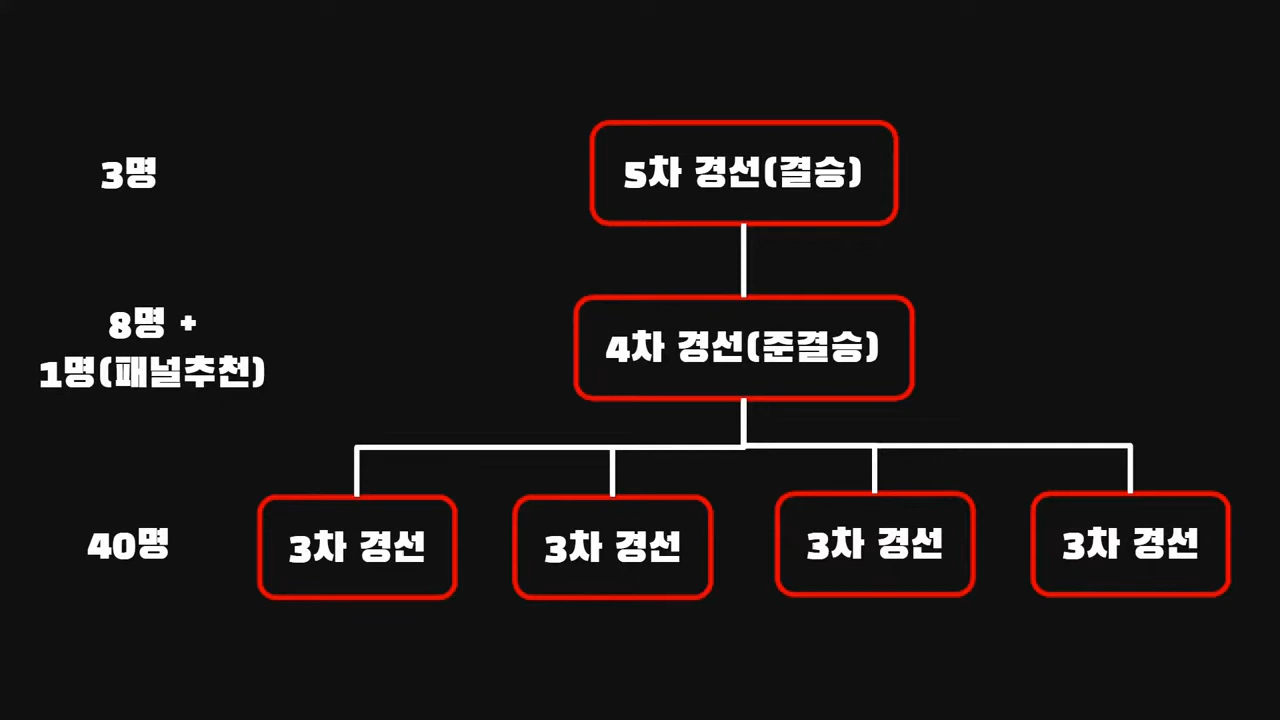 3명
5차 경선(결승)
8명 +
1명(패널추천)
4차 경선(준결승)
40명
3차 경선
3차 경선
3차 경선
3차 경선